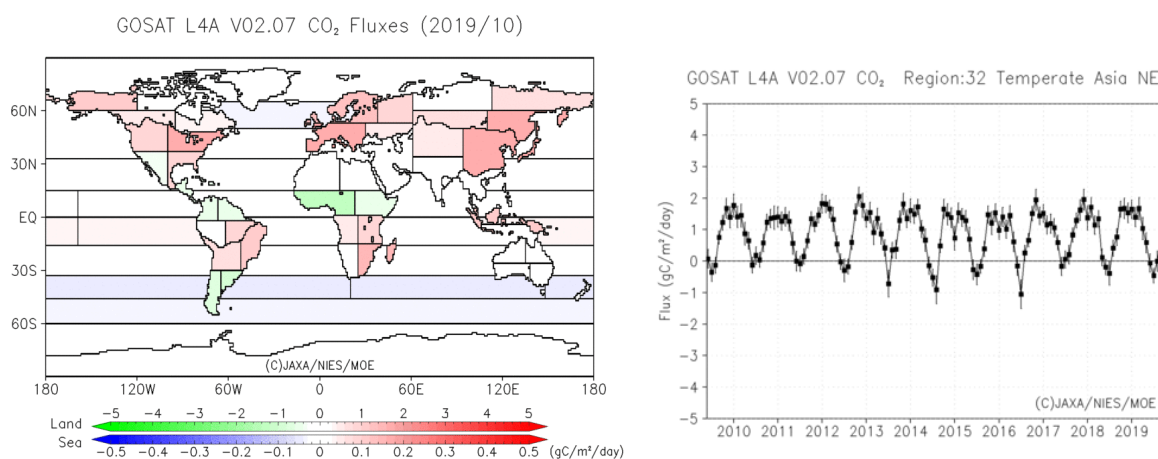 GOSAT L4A V02.07 CO₂ Fluxes (2019/10)
60N
30N
EQ
30S
60S
(C)JAXA/NIES/MOE
180 120W 60W 0 60E 120E 180
Land -5 -4 -3 -2 -1 0 1 2 3 4 5
Sea -0.5 -0.4 -0.3 -0.2 -0.1 0 0.1 0.2 0.3 0.4 0.5 (gC/m²/day)
GOSAT L4A V02.07 CO₂ Region:32 Temperate Asia NE
Flux (gC/m²/day)
5
4
3
2
1
0
-1
-2
-3
-4
-5
(C)JAXA/NIES/MOE
2010 2011 2012 2013 2014 2015 2016 2017 2018 2019